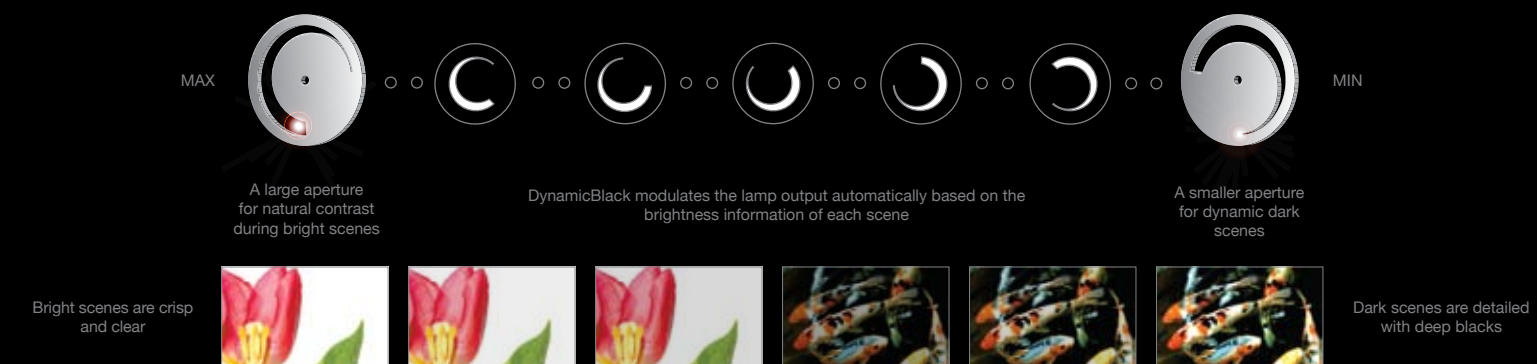 MAX
MIN
A large aperture
for natural contrast
during bright scenes
DynamicBlack modulates the lamp output automatically based on the
brightness information of each scene
A smaller aperture
for dynamic dark
scenes
Bright scenes are crisp
and clear
Dark scenes are detailed
with deep blacks